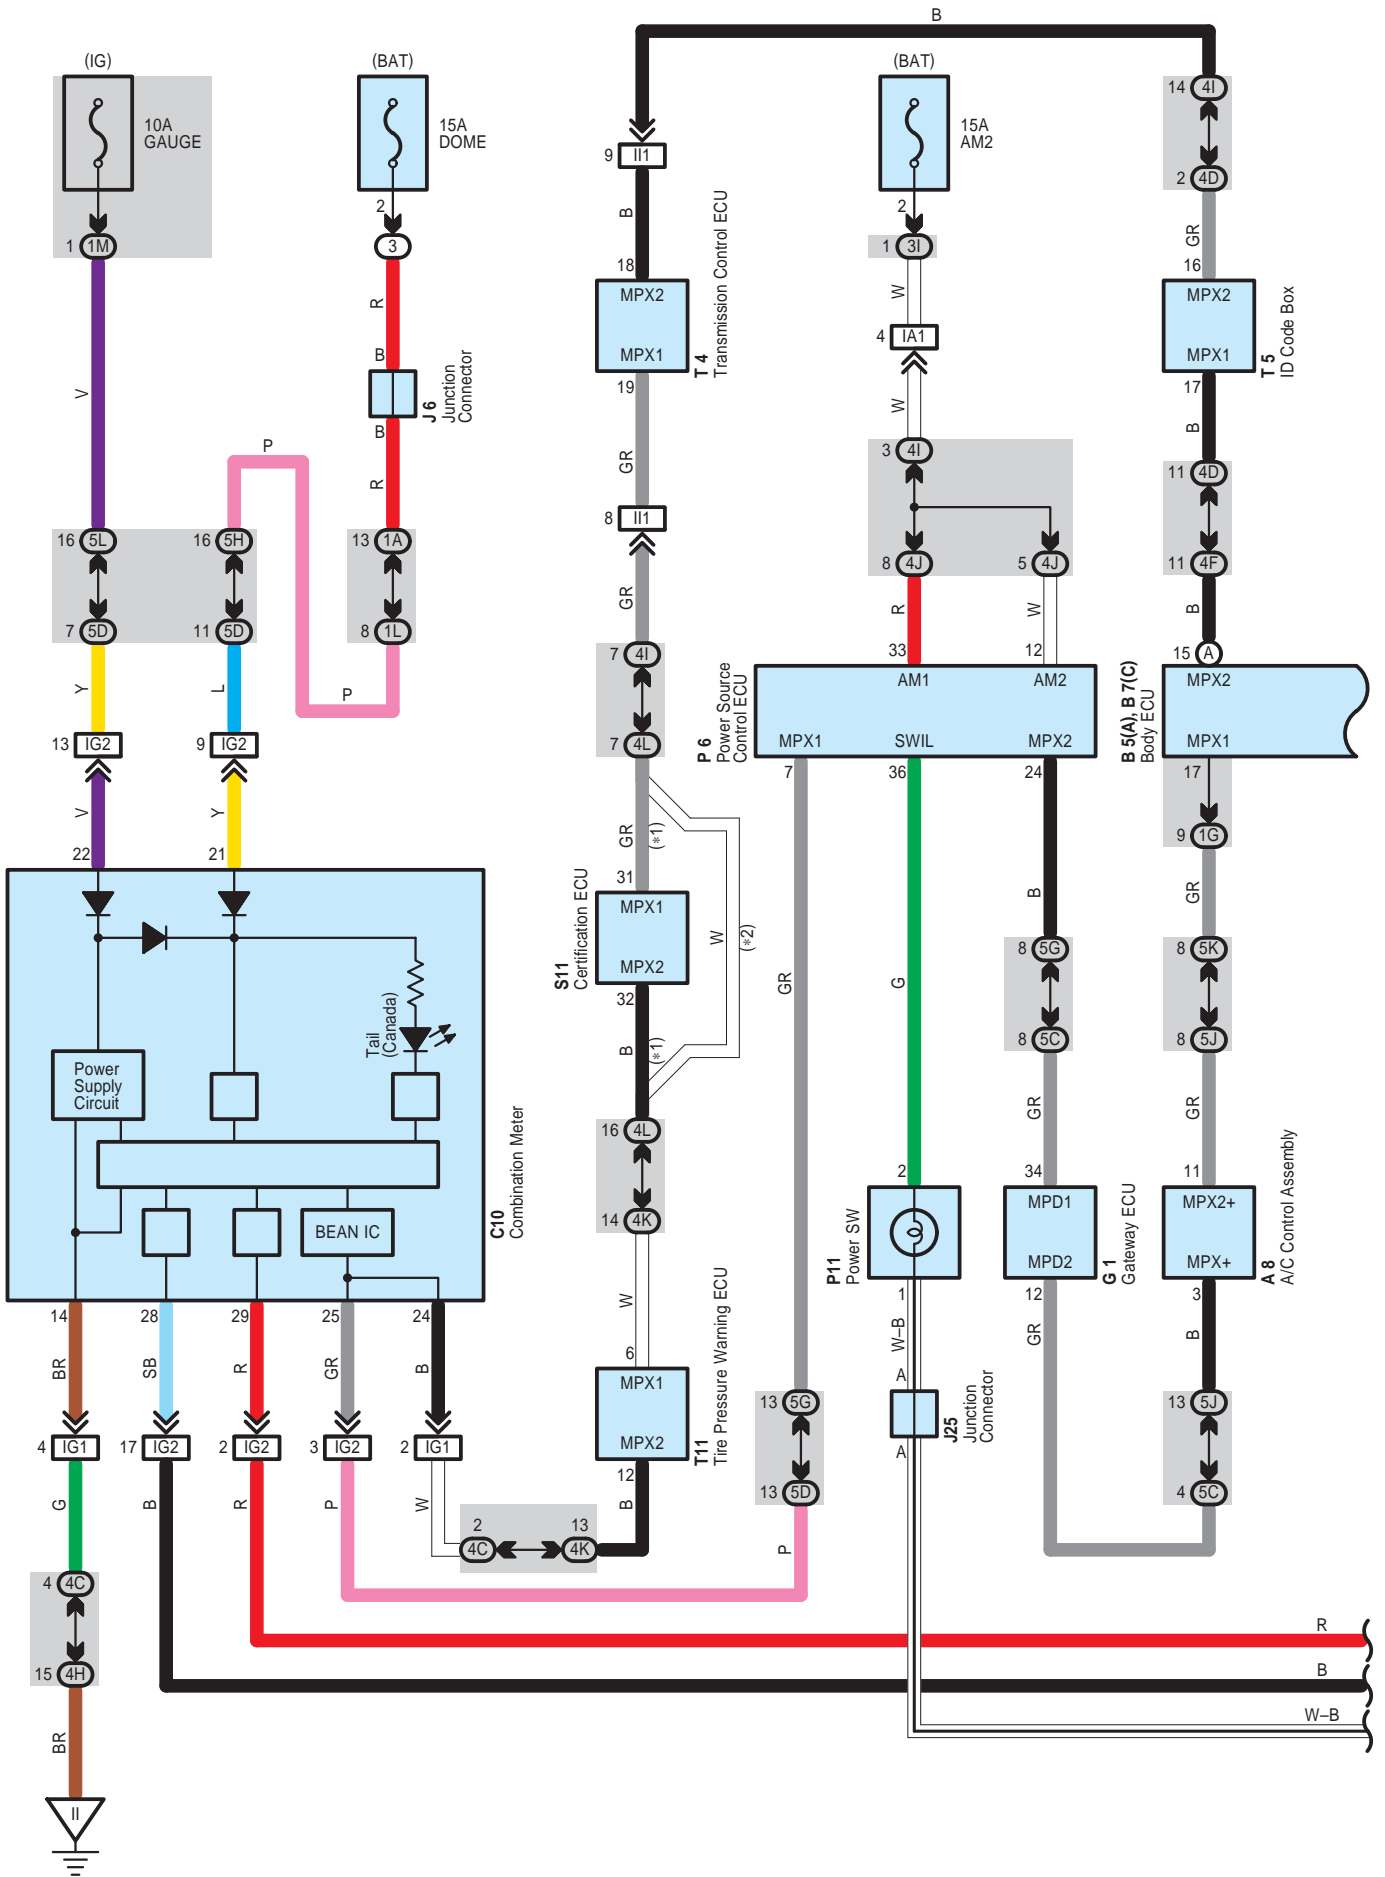 B
(IG)
(BAT)
(BAT)
10A
GAUGE
15A
DOME
15A
AM2
14 4I
9 II1
2 4D
2
2
1 1M
3
1 3I
B
GR
Transmission Control ECU
T 4
18
16
MPX2
MPX1
MPX2
MPX1
ID Code Box
T 5
R
W
4 IA1
B
J 6
Junction
Connector
B
V
19
17
W
B
P
3 4I
GR
R
11 4D
8 II1
16 5L
16 5H
13 1A
8 4J
5 4J
11 4F
GR
R
W
B
7 5D
11 5D
8 1L
7 4I
33
12
15 A
Y
L
P
AM1
AM2
MPX1
SWIL
MPX2
P 6
Power Source
Control ECU
MPX2
MPX1
B 5(A), B 7(C)
Body ECU
13 IG2
9 IG2
7 4L
7
36
24
17
V
Y
GR
(*1)
9 1G
22
21
31
GR
B
MPX1
MPX2
S11
Certification ECU
W
(*2)
8 5G
8 5K
GR
G
32
Tail
(Canada)
B
(*1)
8 5C
8 5J
Power
Supply
Circuit
GR
GR
16 4L
C10
Combination Meter
2
34
11
14 4K
BEAN IC
P11
Power SW
MPD1
MPD2
G 1
Gateway ECU
MPX2+
MPX+
A 8
A/C Control Assembly
14
28
29
25
24
W
1
12
3
BR
SB
R
GR
B
6
W–B
GR
B
MPX1
MPX2
T11
Tire Pressure Warning ECU
A
13 5G
J25
Junction
Connector
13 5J
4 IG1
17 IG2
2 IG2
3 IG2
2 IG1
A
12
13 5D
4 5C
G
B
R
P
W
B
2
13
4C
4K
P
4 4C
R
15 4H
B
W–B
BR
II